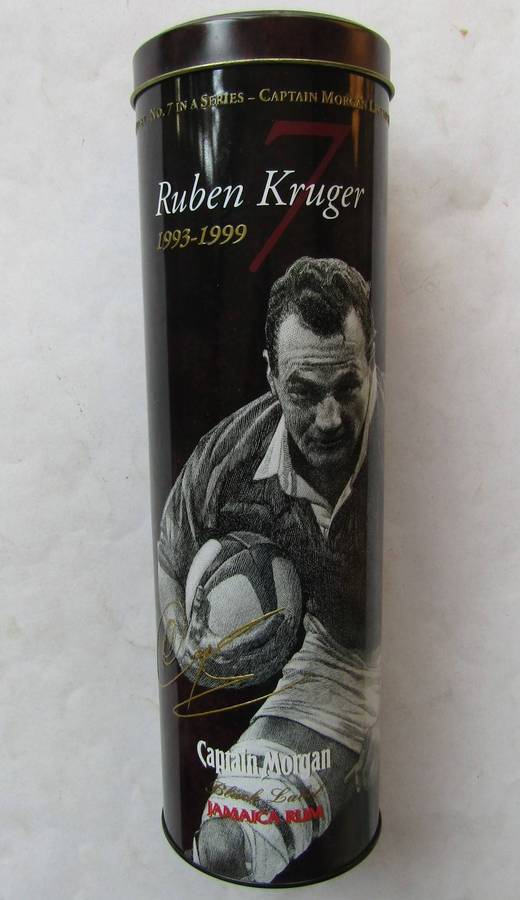 No. 7 IN A SERIES – CAPTAIN MORGAN
7
Ruben Kruger
1993-1999
Captain Morgan
Black Label
JAMAICA RUM